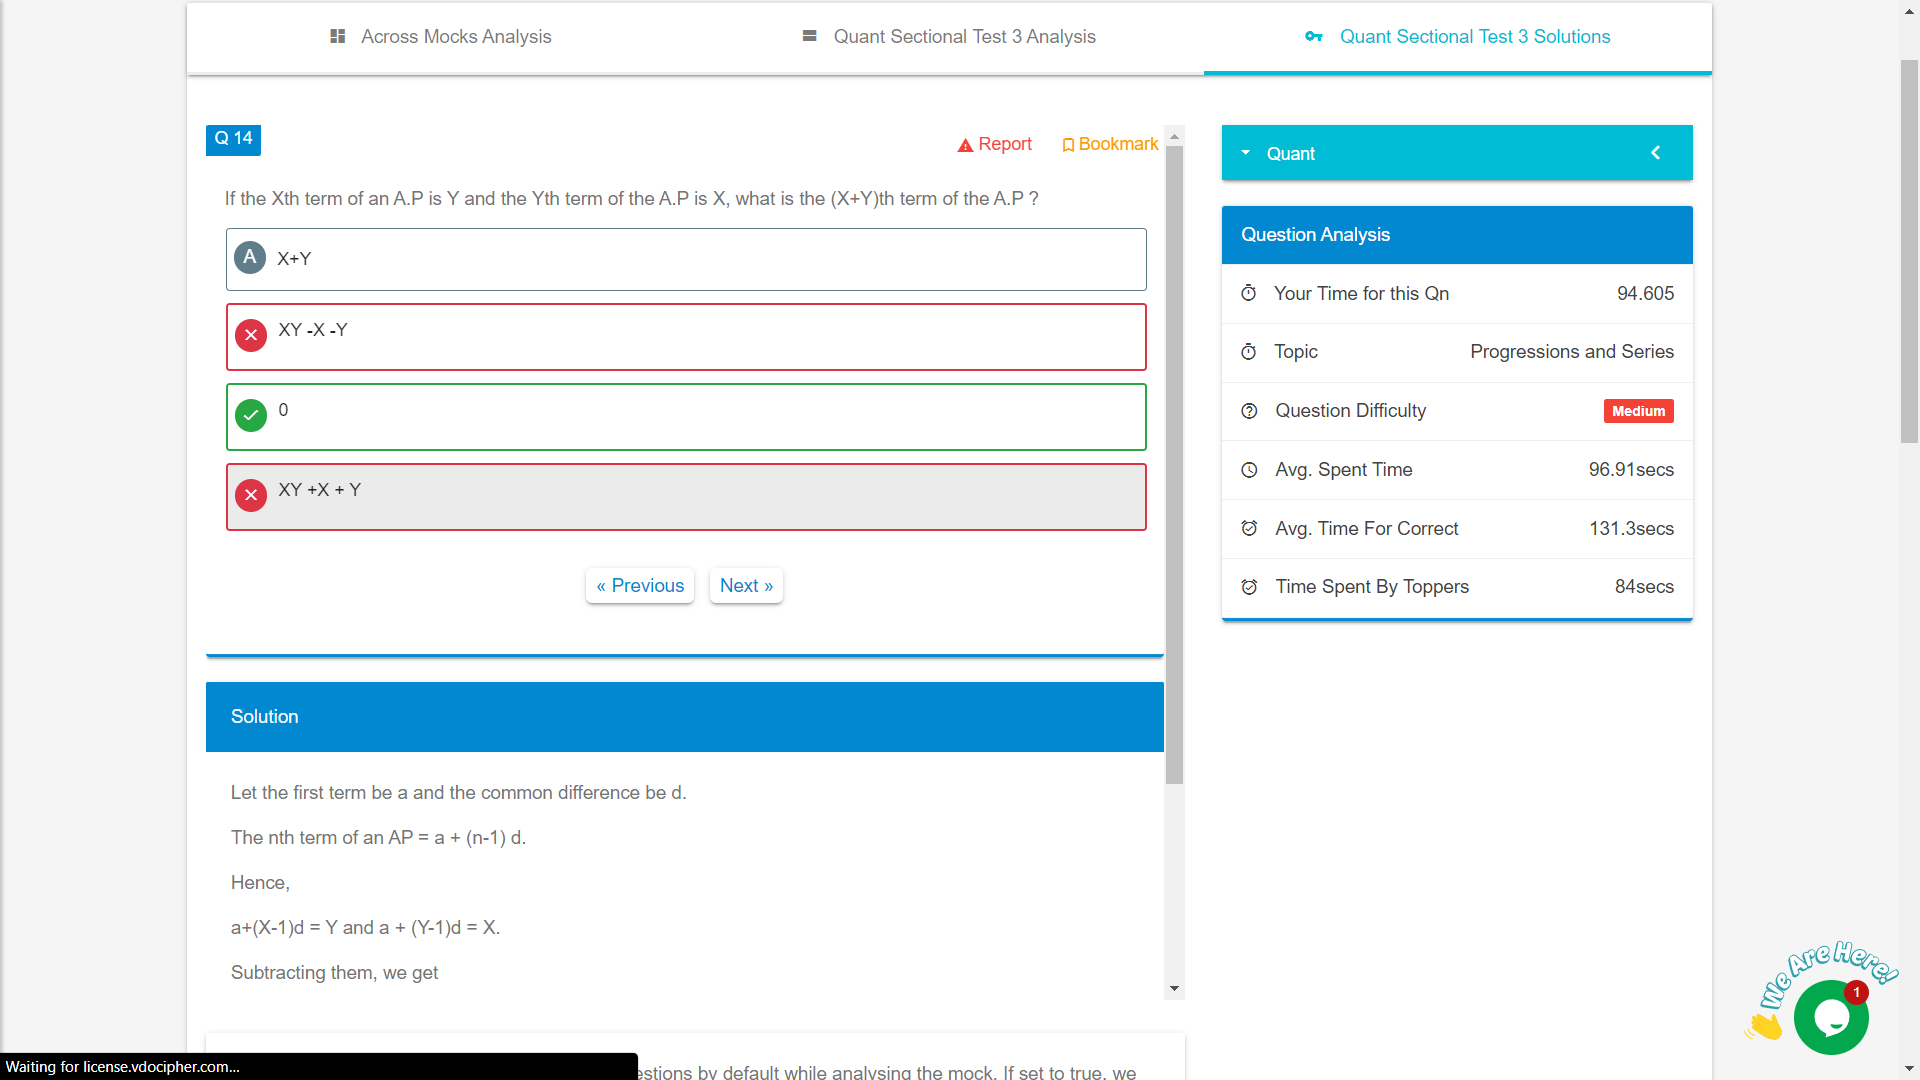 Across Mocks Analysis
Quant Sectional Test 3 Analysis
Quant Sectional Test 3 Solutions
Q 14
Report
Bookmark
If the Xth term of an A.P is Y and the Yth term of the A.P is X, what is the (X+Y)th term of the A.P ?
A
X+Y
XY -X -Y
0
XY +X + Y
« Previous
Next »
Solution
Let the first term be a and the common difference be d.
The nth term of an AP = a + (n-1) d.
Hence,
a+(X-1)d = Y and a + (Y-1)d = X.
Subtracting them, we get
Quant
Question Analysis
Your Time for this Qn 94.605
Topic Progressions and Series
Question Difficulty Medium
Avg. Spent Time 96.91secs
Avg. Time For Correct 131.3secs
Time Spent By Toppers 84secs
We Are Here!
1
Waiting for license.vdocipher.com...
estions by default while analysing the mock. If set to true, we